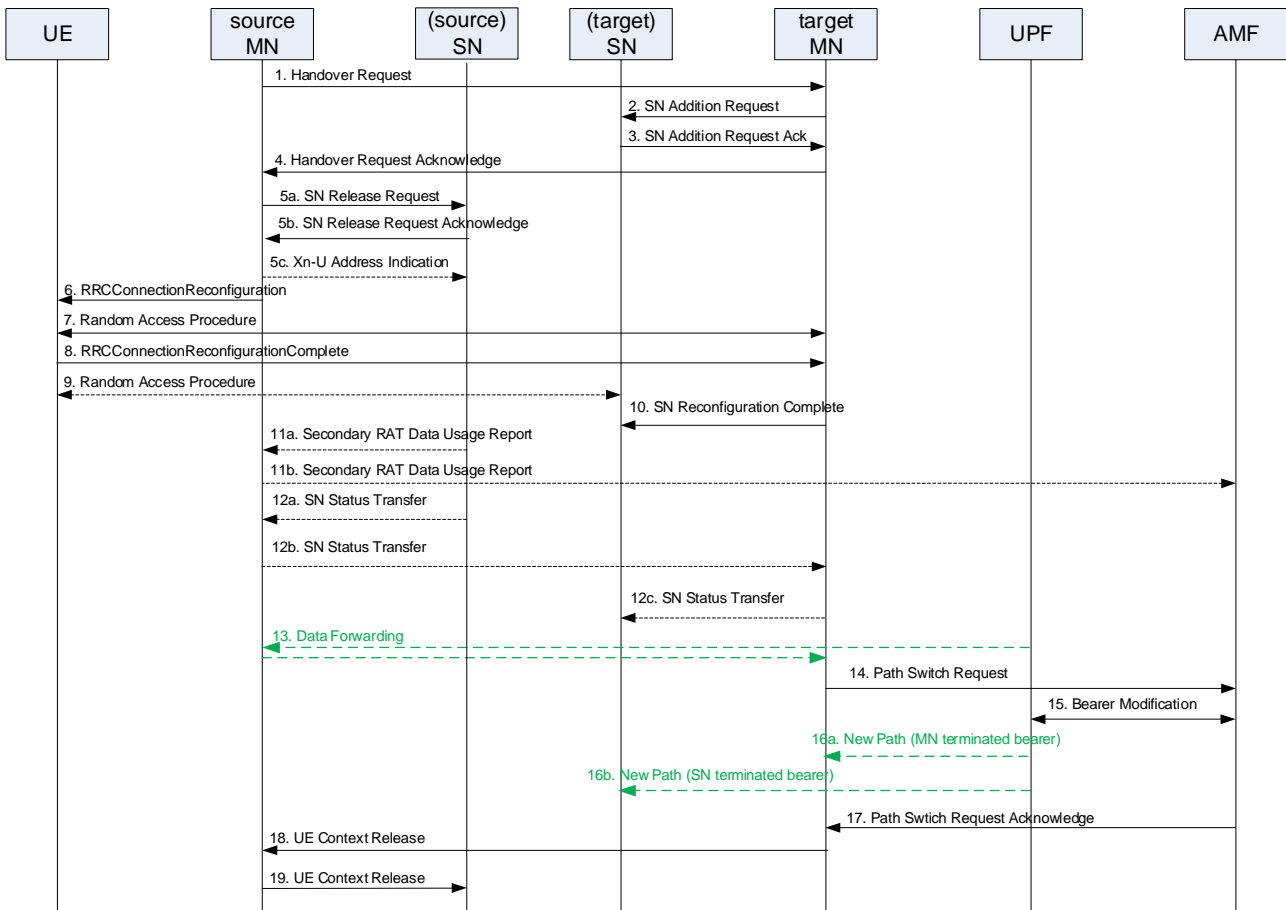 UE
source
MN
(source)
SN
(target)
SN
target
MN
UPF
AMF
1. Handover Request
2. SN Addition Request
3. SN Addition Request Ack
4. Handover Request Acknowledge
5a. SN Release Request
5b. SN Release Request Acknowledge
5c. Xn-U Address Indication
6. RRCConnectionReconfiguration
7. Random Access Procedure
8. RRCConnectionReconfigurationComplete
9. Random Access Procedure
10. SN Reconfiguration Complete
11a. Secondary RAT Data Usage Report
11b. Secondary RAT Data Usage Report
12a. SN Status Transfer
12b. SN Status Transfer
12c. SN Status Transfer
13. Data Forwarding
14. Path Switch Request
15. Bearer Modification
16a. New Path (MN terminated bearer)
16b. New Path (SN terminated bearer)
17. Path Swtich Request Acknowledge
18. UE Context Release
19. UE Context Release